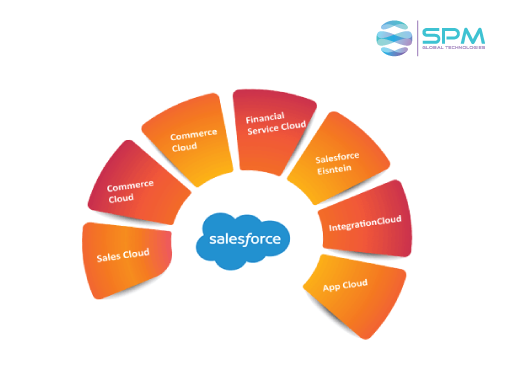 SPM
GLOBAL TECHNOLOGIES
Financial
Service Cloud
Commerce
Cloud
Salesforce
Eisntein
Commerce
Cloud
IntegrationCloud
Sales Cloud
salesforce
App Cloud